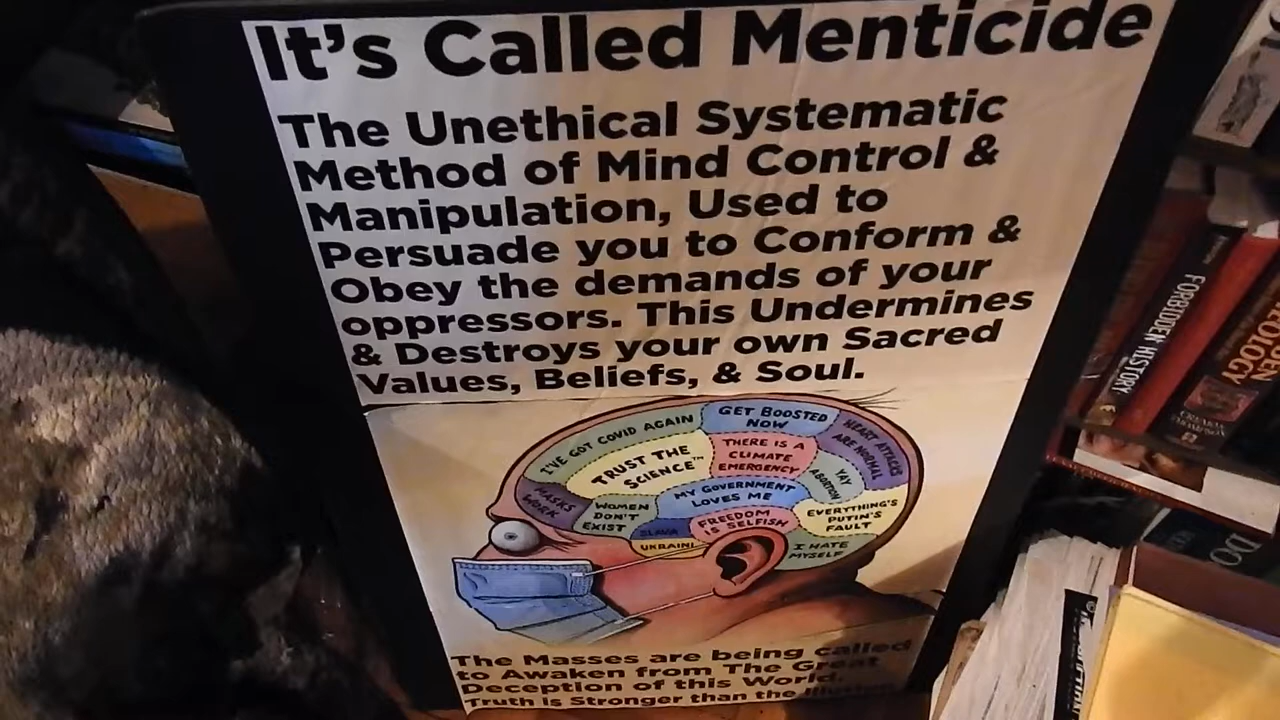 It's Called Menticide
The Unethical Systematic
Method of Mind Control &
Manipulation, Used to
Persuade you to Conform &
Obey the demands of your
oppressors. This Undermines
& Destroys your own Sacred
Values, Beliefs, & Soul.
I'VE GOT COVID AGAIN
GET BOOSTED
NOW
HEART ATTACKS
ARE NORMAL
TRUST THE
SCIENCE™
THERE IS A
CLIMATE
EMERGENCY
YAY
ABORTION
MASKS
WORK
WOMEN
DON'T
EXIST
MY GOVERNMENT
LOVES ME
EVERYTHING'S
PUTIN'S
FAULT
SLAVA
UKRAINI
FREEDOM
IS SELFISH
I HATE
MYSELF
The Masses are being called
to Awaken from The Great
Deception of this World.
Truth Is Stronger than the
FORBIDDEN HISTORY